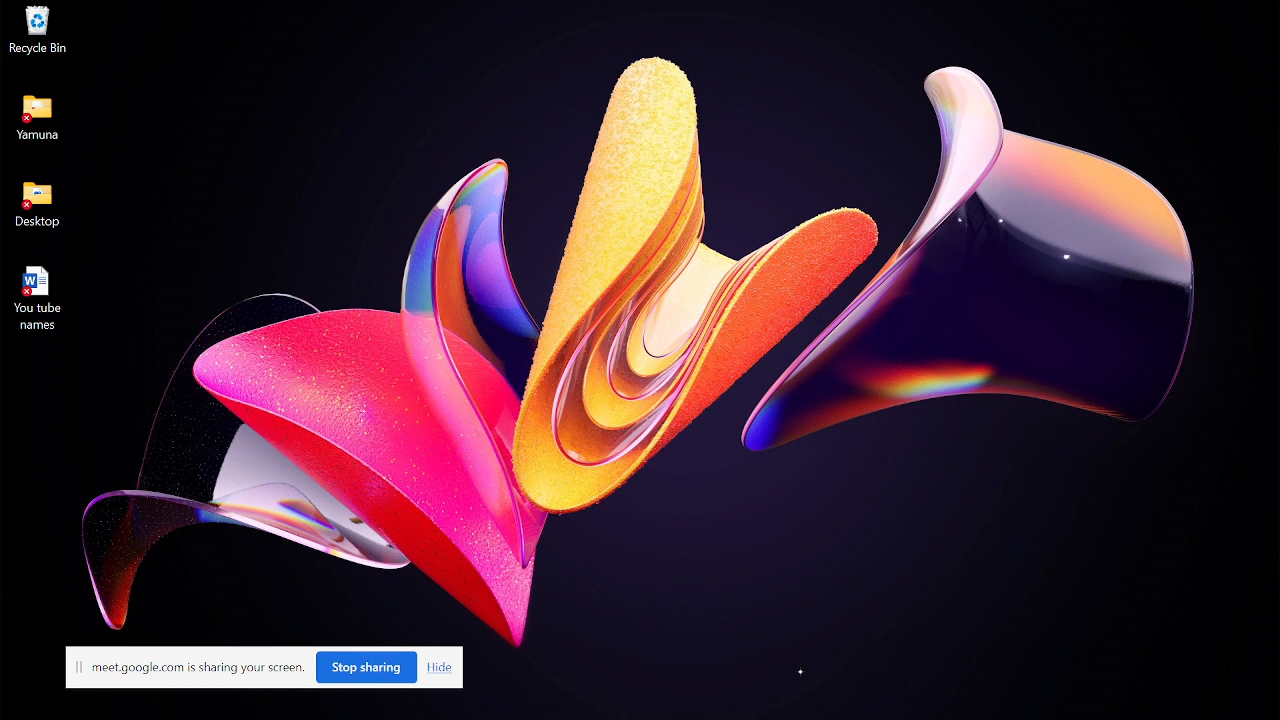 Recycle Bin
Yamuna
Desktop
You tube
names
meet.google.com is sharing your screen.
Stop sharing
Hide